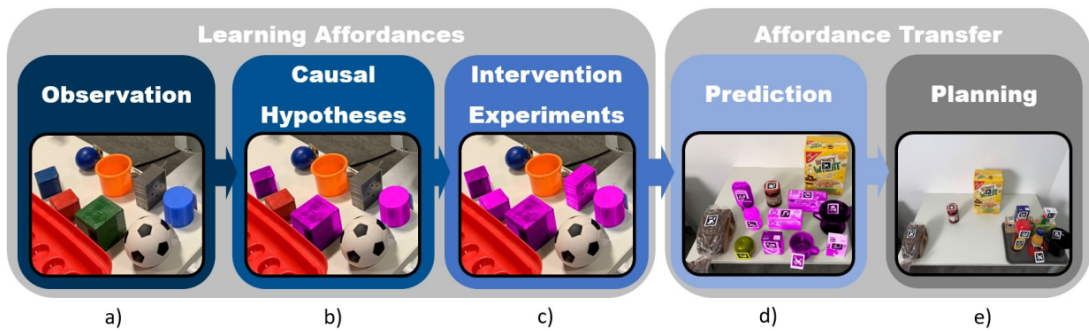 Learning Affordances
Affordance Transfer
Observation
Causal
Hypotheses
Intervention
Experiments
Prediction
Planning
a)
b)
c)
d)
e)